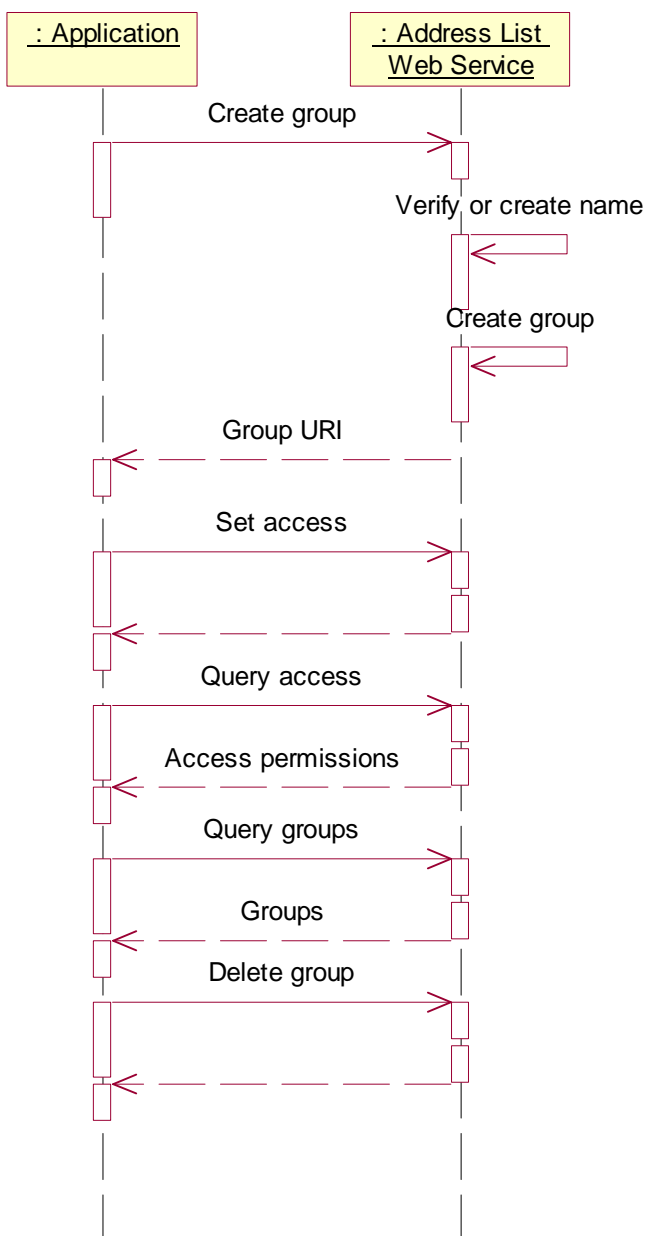 : Application
: Address List
Web Service
Create group
Verify or create name
Create group
Group URI
Set access
Query access
Access permissions
Query groups
Groups
Delete group